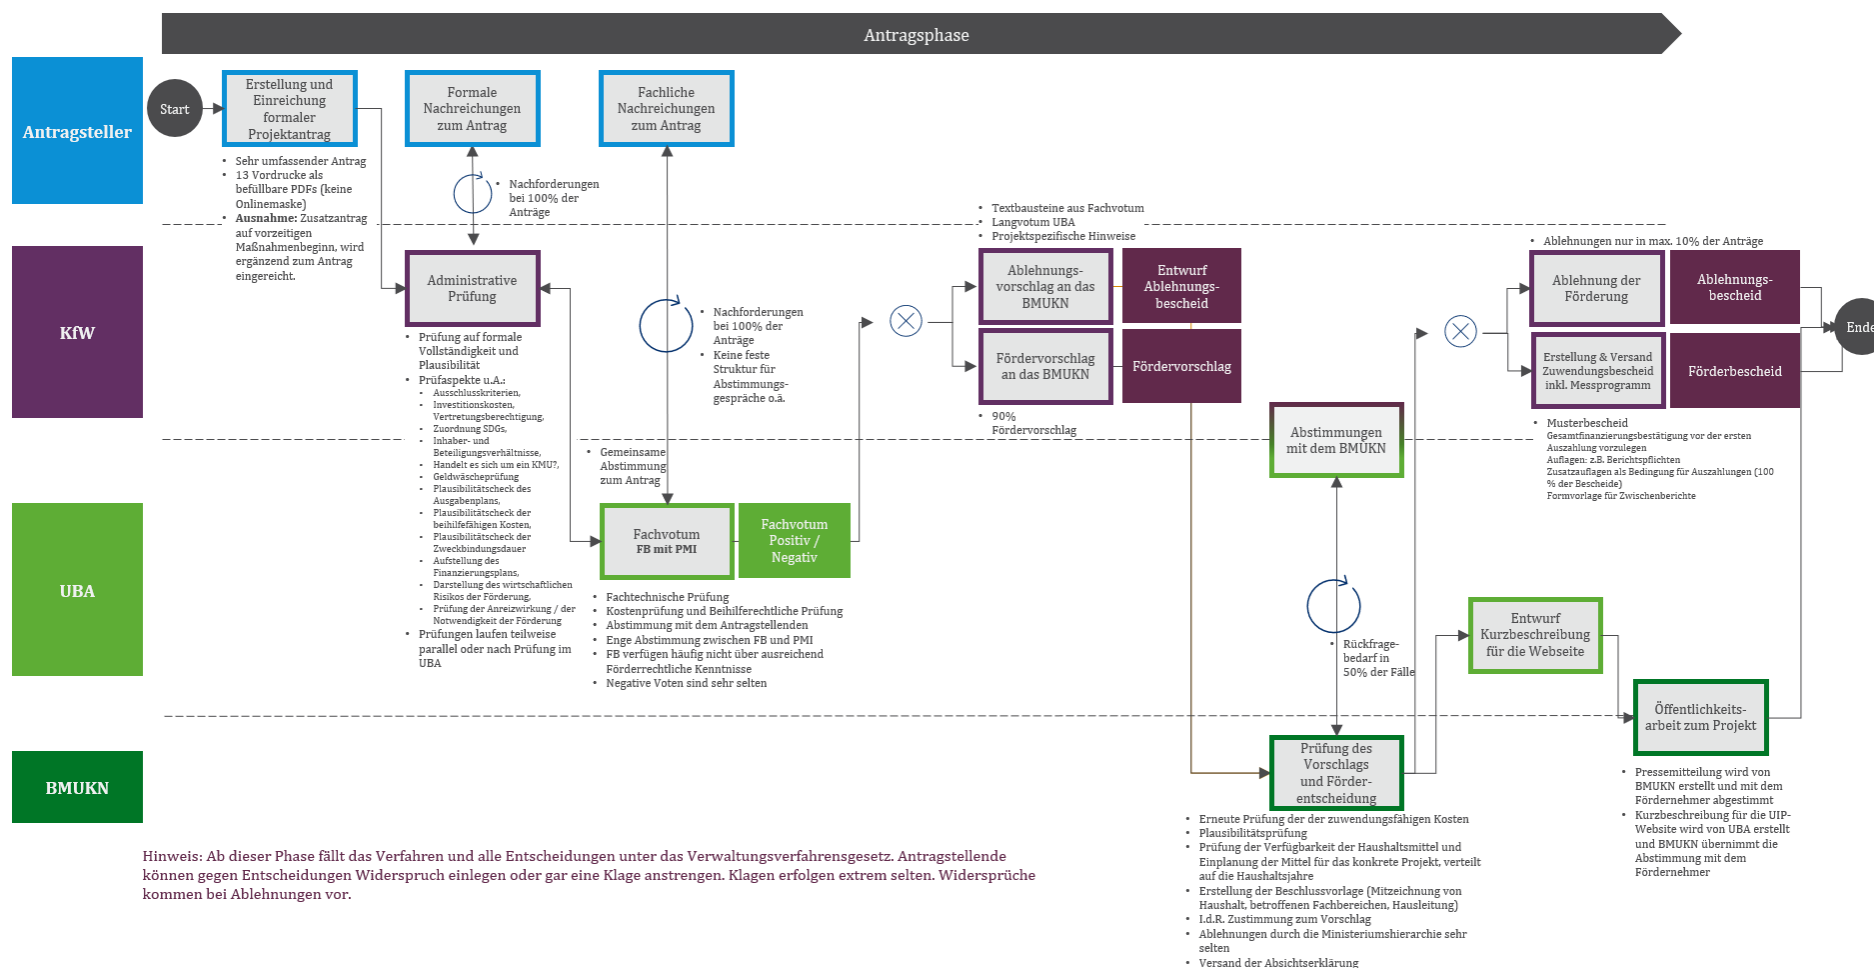 Antragsphase
Antragsteller
Start
Erstellung und
Einreichung
formaler
Projektantrag
• Sehr umfassender Antrag
• 13 Vordrucke als
befüllbare PDFs (keine
Onlinemaske)
• Ausnahme: Zusatzantrag
auf vorzeitigen
Maßnahmenbeginn, wird
ergänzend zum Antrag
eingereicht.
Formale
Nachreichungen
zum Antrag
• Nachforderungen
bei 100% der
Anträge
Fachliche
Nachreichungen
zum Antrag
KfW
Administrative
Prüfung
• Prüfung auf formale
Vollständigkeit und
Plausibilität
• Prüfaspekte u.A.:
- Ausschlusskriterien,
- Investitionskosten,
Vertretungsberechtigung,
- Zuordnung SDGs,
- Inhaber- und
Beteiligungsverhältnisse,
- Handelt es sich um ein KMU?,
- Geldwäscheprüfung
- Plausibilitätscheck des
Ausgabenplans,
- Plausibilitätscheck der
beihilfefähigen Kosten,
- Plausibilitätscheck der
Zweckbindungsdauer
- Aufstellung des
Finanzierungsplans,
- Darstellung des wirtschaftlichen
Risikos der Förderung,
- Prüfung der Anreizwirkung / der
Notwendigkeit der Förderung
• Prüfungen laufen teilweise
parallel oder nach Prüfung im
UBA
• Nachforderungen
bei 100% der
Anträge
• Keine feste
Struktur für
Abstimmungs-
gespräche o.ä.
• Textbausteine aus Fachvotum
• Langvotum UBA
• Projektspezifische Hinweise
Ablehnungs-
vorschlag an das
BMUKN
Entwurf
Ablehnungs-
bescheid
Fördervorschlag
an das BMUKN
Fördervorschlag
• 90%
Fördervorschlag
• Ablehnungen nur in max. 10% der Anträge
Ablehnung der
Förderung
Ablehnungs-
bescheid
Erstellung & Versand
Zuwendungsbescheid
inkl. Messprogramm
Förderbescheid
Ende
• Musterbescheid
Gesamtfinanzierungsbestätigung vor der ersten
Auszahlung vorzulegen
Auflagen: z.B. Berichtspflichten
Zusatzauflagen als Bedingung für Auszahlungen (100
% der Bescheide)
Formvorlage für Zwischenberichte
Abstimmungen
mit dem BMUKN
UBA
• Gemeinsame
Abstimmung
zum Antrag
Fachvotum
FB mit PMI
Fachvotum
Positiv /
Negativ
• Fachtechnische Prüfung
• Kostenprüfung und Beihilferechtliche Prüfung
• Abstimmung mit dem Antragstellenden
• Enge Abstimmung zwischen FB und PMI
• FB verfügen häufig nicht über ausreichend
Förderrechtliche Kenntnisse
• Negative Voten sind sehr selten
• Rückfrage-
bedarf in
50% der Fälle
Entwurf
Kurzbeschreibung
für die Webseite
Öffentlichkeits-
arbeit zum Projekt
• Pressemitteilung wird von
BMUKN erstellt und mit dem
Fördernehmer abgestimmt
• Kurzbeschreibung für die UIP-
Website wird von UBA erstellt
und BMUKN übernimmt die
Abstimmung mit dem
Fördernehmer
BMUKN
Prüfung des
Vorschlags
und Förder-
entscheidung
• Erneute Prüfung der der zuwendungsfähigen Kosten
• Plausibilitätsprüfung
• Prüfung der Verfügbarkeit der Haushaltsmittel und
Einplanung der Mittel für das konkrete Projekt, verteilt
auf die Haushaltsjahre
• Erstellung der Beschlussvorlage (Mitzeichnung von
Haushalt, betroffenen Fachbereichen, Hausleitung)
• I.d.R. Zustimmung zum Vorschlag
• Ablehnungen durch die Ministeriumshierarchie sehr
selten
• Versand der Absichtserklärung
Hinweis: Ab dieser Phase fällt das Verfahren und alle Entscheidungen unter das Verwaltungsverfahrensgesetz. Antragstellende
können gegen Entscheidungen Widerspruch einlegen oder gar eine Klage anstrengen. Klagen erfolgen extrem selten. Widersprüche
kommen bei Ablehnungen vor.